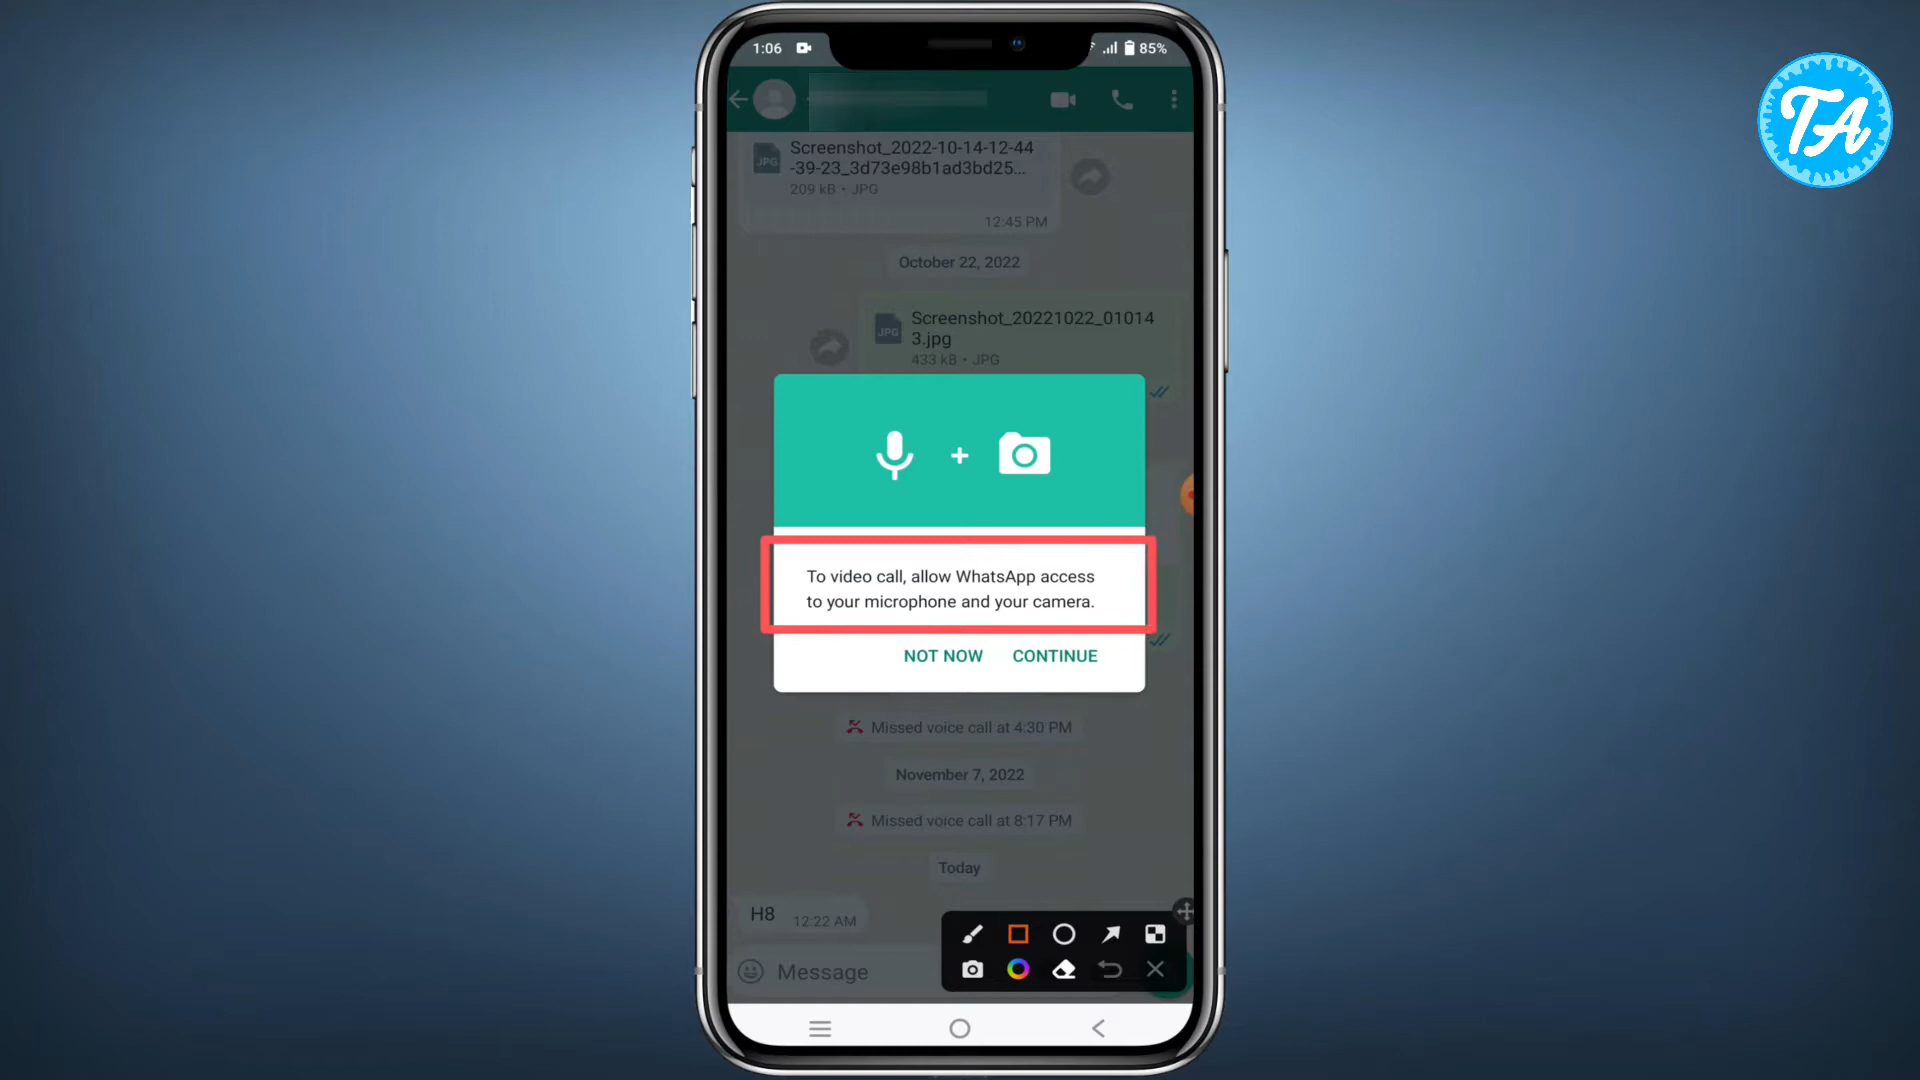 1:06
85%
TA
Screenshot_2022-10-14-12-44
-39-23_3d73e98b1ad3bd25...
JPG
209 kB • JPG
12:45 PM
October 22, 2022
Screenshot_20221022_01014
3.jpg
JPG
433 kB • JPG
To video call, allow WhatsApp access
to your microphone and your camera.
NOT NOW CONTINUE
Missed voice call at 4:30 PM
November 7, 2022
Missed voice call at 8:17 PM
Today
H8 12:22 AM
Message